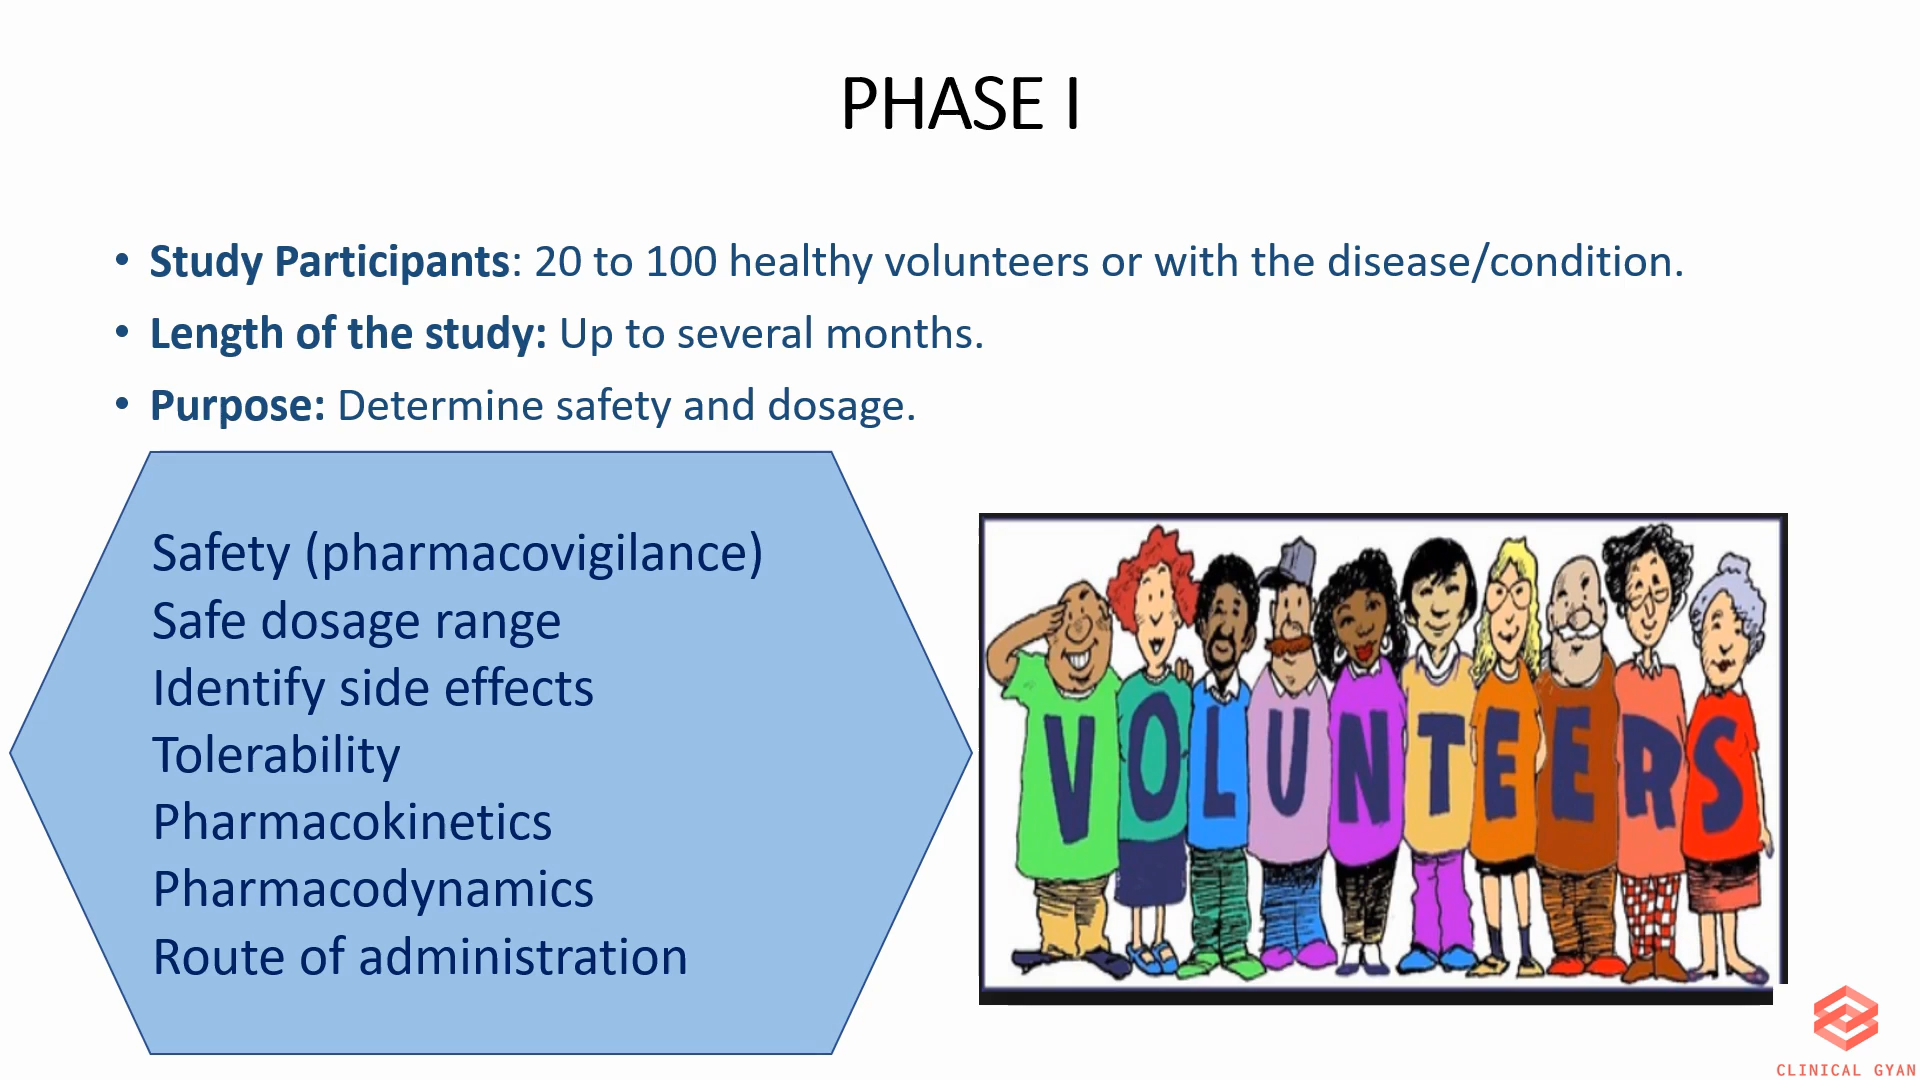 PHASE I
• Study Participants: 20 to 100 healthy volunteers or with the disease/condition.
• Length of the study: Up to several months.
• Purpose: Determine safety and dosage.
Safety (pharmacovigilance)
Safe dosage range
Identify side effects
Tolerability
Pharmacokinetics
Pharmacodynamics
Route of administration
VOLUNTEERS
CLINICAL GYAN